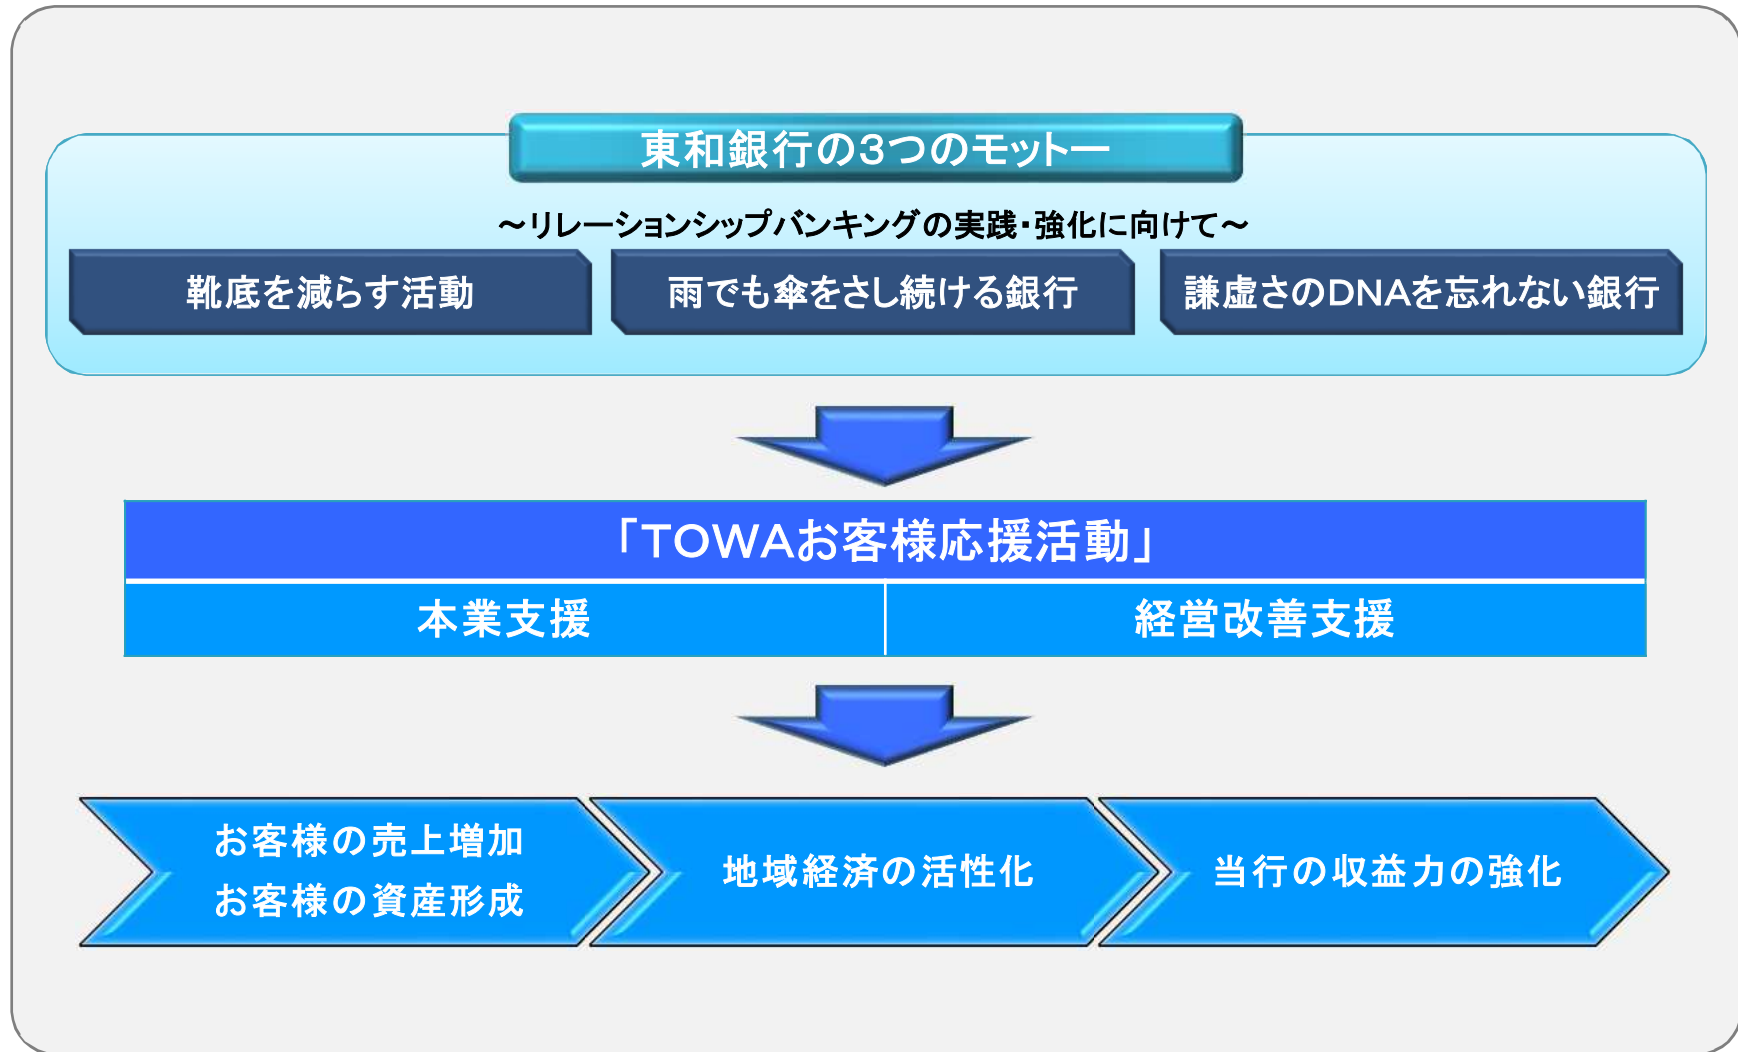 東和銀行の3つのモットー
～リレーションシップバンキングの実践・強化に向けて～
靴底を減らす活動
雨でも傘をさし続ける銀行
謙虚さのDNAを忘れない銀行
「TOWAお客様応援活動」
本業支援
経営改善支援
お客様の売上増加
お客様の資産形成
地域経済の活性化
当行の収益力の強化